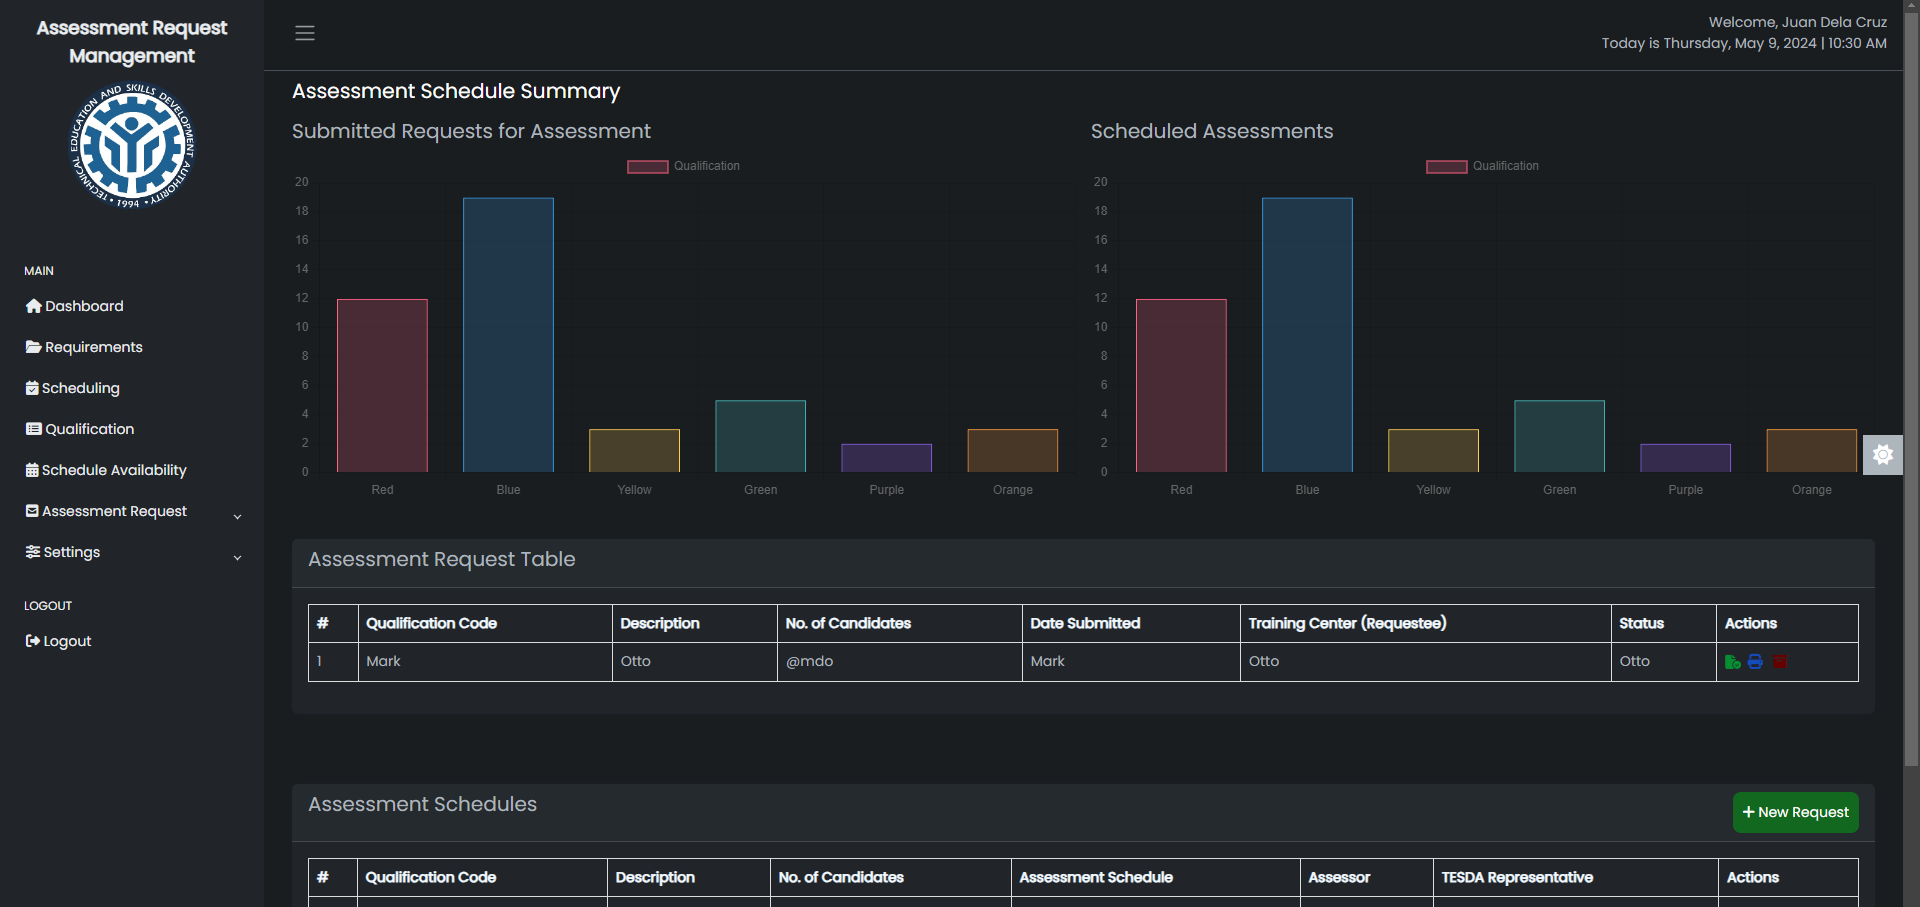 Assessment Request
Management
TECHNICAL EDUCATION AND SKILLS DEVELOPMENT AUTHORITY
• 1994 •
MAIN
Dashboard
Requirements
Scheduling
Qualification
Schedule Availability
Assessment Request
Settings
LOGOUT
Logout
Welcome, Juan Dela Cruz
Today is Thursday, May 9, 2024 | 10:30 AM
Assessment Schedule Summary
Submitted Requests for Assessment
Qualification
20
18
16
14
12
10
8
6
4
2
0
Red Blue Yellow Green Purple Orange
Scheduled Assessments
Qualification
20
18
16
14
12
10
8
6
4
2
0
Red Blue Yellow Green Purple Orange
Assessment Request Table
# Qualification Code Description No. of Candidates Date Submitted Training Center (Requestee) Status Actions
1 Mark Otto @mdo Mark Otto Otto
Assessment Schedules
+ New Request
# Qualification Code Description No. of Candidates Assessment Schedule Assessor TESDA Representative Actions